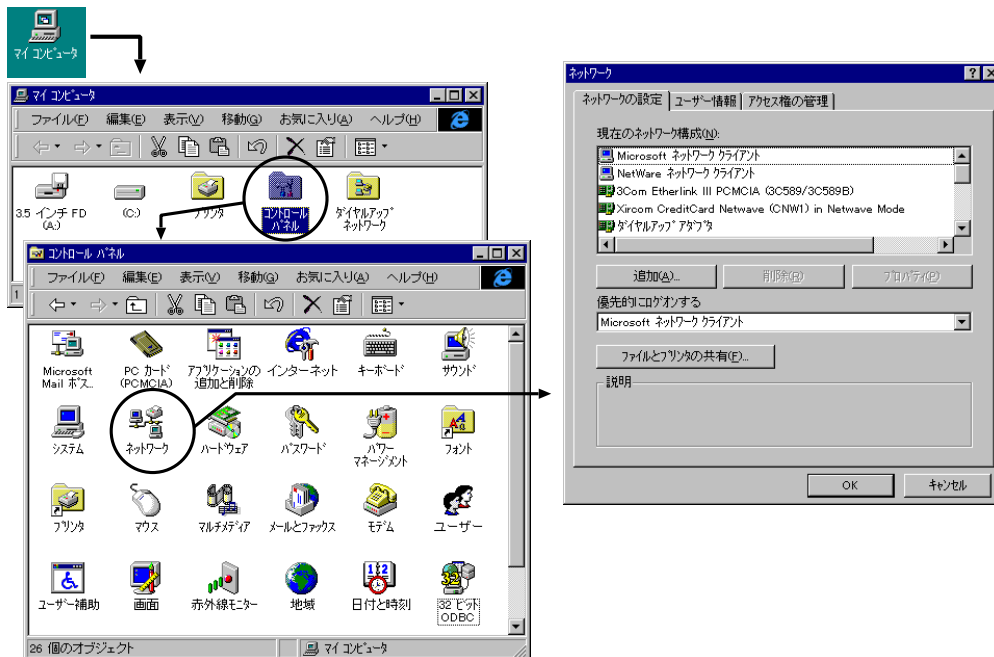 マイ コンピュータ
マイ コンピュータ
ファイル(F) 編集(E) 表示(V) 移動(G) お気に入り(A) ヘルプ(H)
3.5 インチ FD
(A:)
(C:)
プリンタ
コントロール
パネル
ダイヤルアップ
ネットワーク
1
コントロール パネル
ファイル(F) 編集(E) 表示(V) 移動(G) お気に入り(A) ヘルプ(H)
Microsoft
Mail ポス...
PC カード
(PCMCIA)
アプリケーションの
追加と削除
インターネット
キーボード
サウンド
システム
ネットワーク
ハードウェア
パスワード
パワー
マネージメント
フォント
プリンタ
マウス
マルチメディア
メールとファックス
モデム
ユーザー
ユーザー補助
画面
赤外線モニター
地域
日付と時刻
32 ビット
ODBC
26 個のオブジェクト
マイ コンピュータ
ネットワーク
ネットワークの設定 ユーザー情報 アクセス権の管理
現在のネットワーク構成(N):
Microsoft ネットワーク クライアント
NetWare ネットワーク クライアント
3Com Etherlink III PCMCIA (3C589/3C589B)
Xircom CreditCard Netwave (CNW1) in Netwave Mode
ダイヤルアップ アダプタ
追加(A)... 削除(R) プロパティ(P)
優先的にログオンする
Microsoft ネットワーク クライアント
ファイルとプリンタの共有(F)...
説明
OK キャンセル